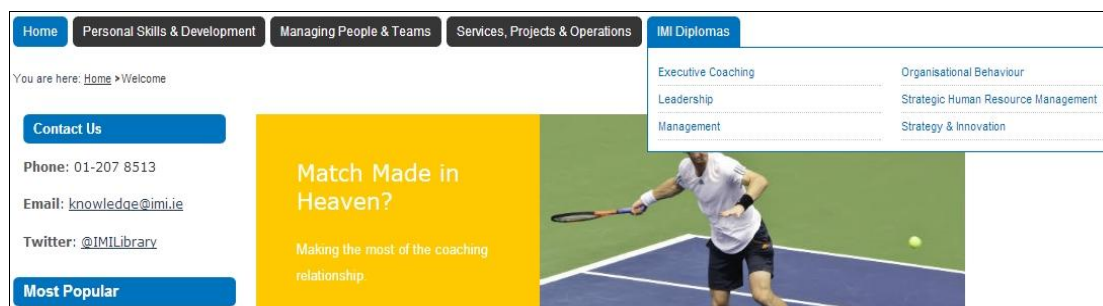 Home Personal Skills & Development Managing People & Teams Services, Projects & Operations IMI Diplomas
Executive Coaching Organisational Behaviour
Leadership Strategic Human Resource Management
Management Strategy & Innovation
You are here: Home > Welcome
Contact Us
Phone: 01-207 8513
Email: knowledge@imi.ie
Twitter: @IMILibrary
Most Popular
Match Made in
Heaven?
Making the most of the coaching
relationship.